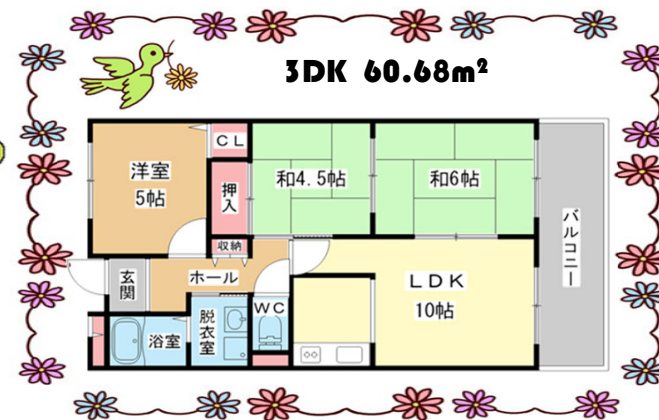 3DK 60.68m²
洋室
5帖
CL
押入
和4.5帖
和6帖
バルコニー
収納
玄関
ホール
LDK
10帖
WC
脱衣室
浴室